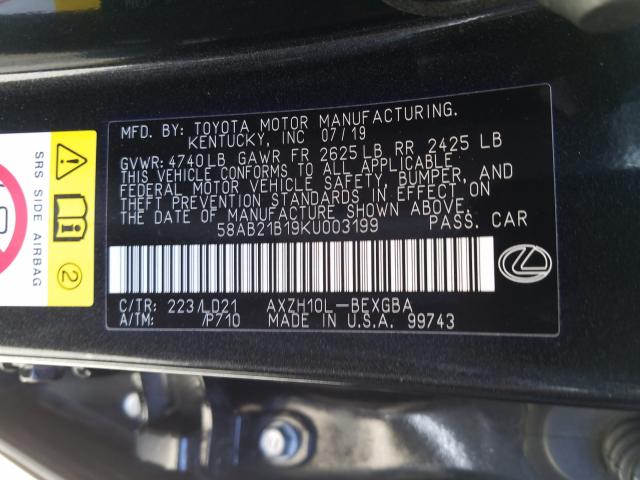 MFD. BY: TOYOTA MOTOR MANUFACTURING.
KENTUCKY, INC 07/19
GVWR: 4740LB GAWR FR 2625LB RR 2425 LB
THIS VEHICLE CONFORMS TO ALL APPLICABLE
FEDERAL MOTOR VEHICLE SAFETY, BUMPER, AND
THEFT PREVENTION STANDARDS IN EFFECT ON
THE DATE OF MANUFACTURE SHOWN ABOVE.
58AB21B19KU003199 PASS. CAR
C/TR: 223/LD21 AXZH10L-BEXGBA
A/TM: /P710 MADE IN U.S.A. 99743
SRS SIDE AIRBAG
2